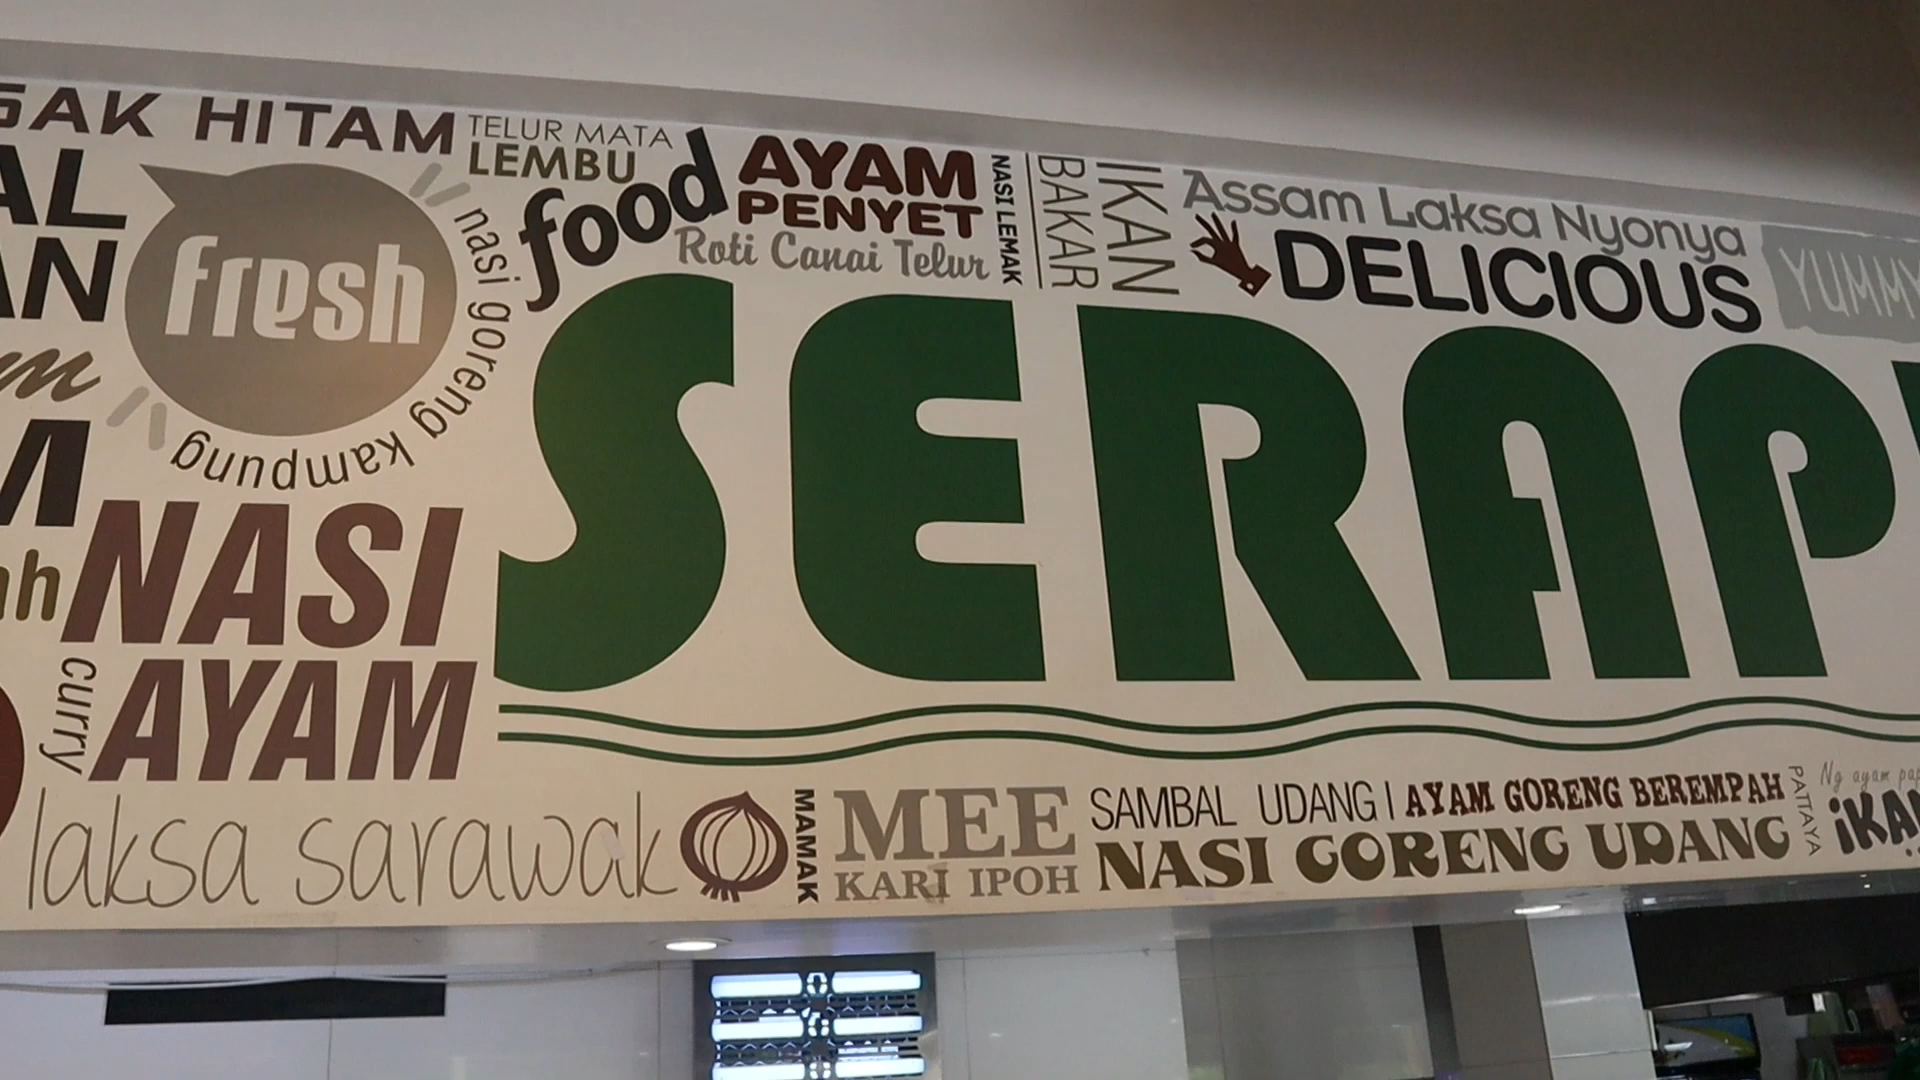 HITAM
TELUR MATA
LEMBU
food
AYAM
PENYET
Roti Canai Telur
NASI LEMAK
IKAN
BAKAR
Assam Laksa Nyonya
DELICIOUS
YUMMY
fresh
nasi goreng kampung
SERAP
NASI
AYAM
curry
laksa sarawak
MAMAK
MEE
KARI IPOH
SAMBAL UDANG |
AYAM GORENG BEREMPAH
NASI GORENG UDANG
PATTAYA